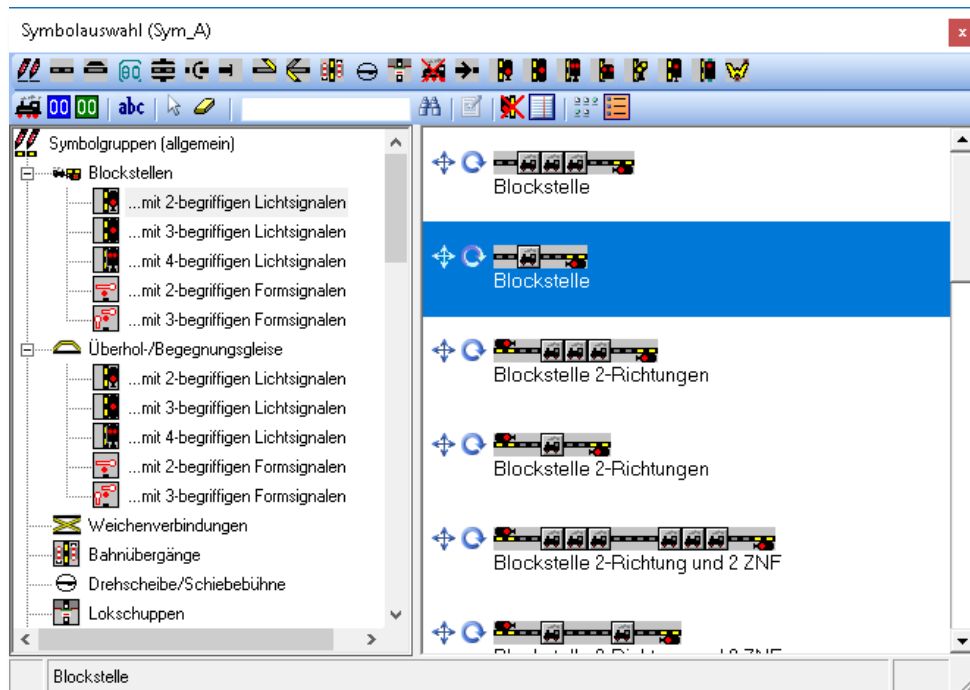 Symbolauswahl (Sym_A)
x
00 00 abc
Symbolgruppen (allgemein)
Blockstellen
...mit 2-begriffigen Lichtsignalen
...mit 3-begriffigen Lichtsignalen
...mit 4-begriffigen Lichtsignalen
...mit 2-begriffigen Formsignalen
...mit 3-begriffigen Formsignalen
Überhol-/Begegnungsgleise
...mit 2-begriffigen Lichtsignalen
...mit 3-begriffigen Lichtsignalen
...mit 4-begriffigen Lichtsignalen
...mit 2-begriffigen Formsignalen
...mit 3-begriffigen Formsignalen
Weichenverbindungen
Bahnübergänge
Drehscheibe/Schiebebühne
Lokschuppen
Blockstelle
Blockstelle
Blockstelle 2-Richtungen
Blockstelle 2-Richtungen
Blockstelle 2-Richtung und 2 ZNF
Blockstelle